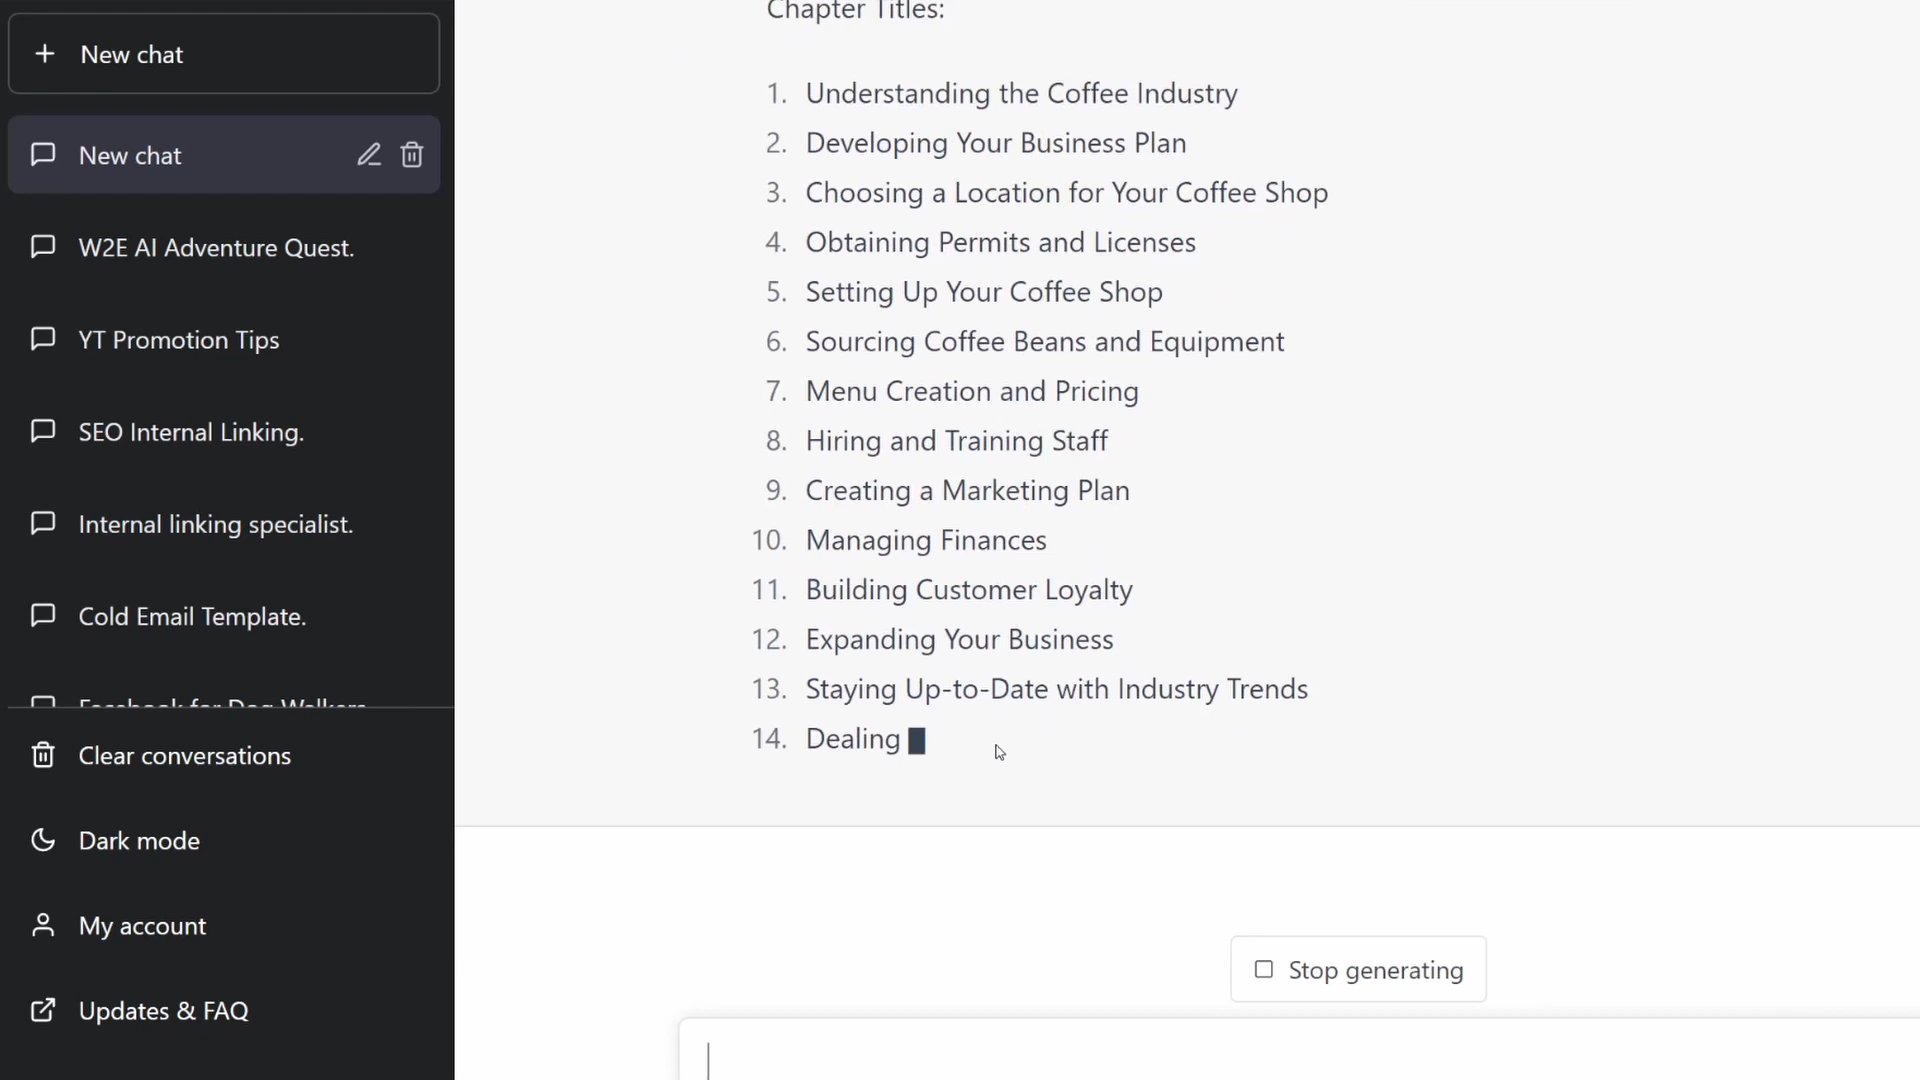 New chat
New chat
W2E AI Adventure Quest.
YT Promotion Tips
SEO Internal Linking.
Internal linking specialist.
Cold Email Template.
Facebook for Dog Walkers
Clear conversations
Dark mode
My account
Updates & FAQ
Chapter Titles:
1. Understanding the Coffee Industry
2. Developing Your Business Plan
3. Choosing a Location for Your Coffee Shop
4. Obtaining Permits and Licenses
5. Setting Up Your Coffee Shop
6. Sourcing Coffee Beans and Equipment
7. Menu Creation and Pricing
8. Hiring and Training Staff
9. Creating a Marketing Plan
10. Managing Finances
11. Building Customer Loyalty
12. Expanding Your Business
13. Staying Up-to-Date with Industry Trends
14. Dealing
Stop generating